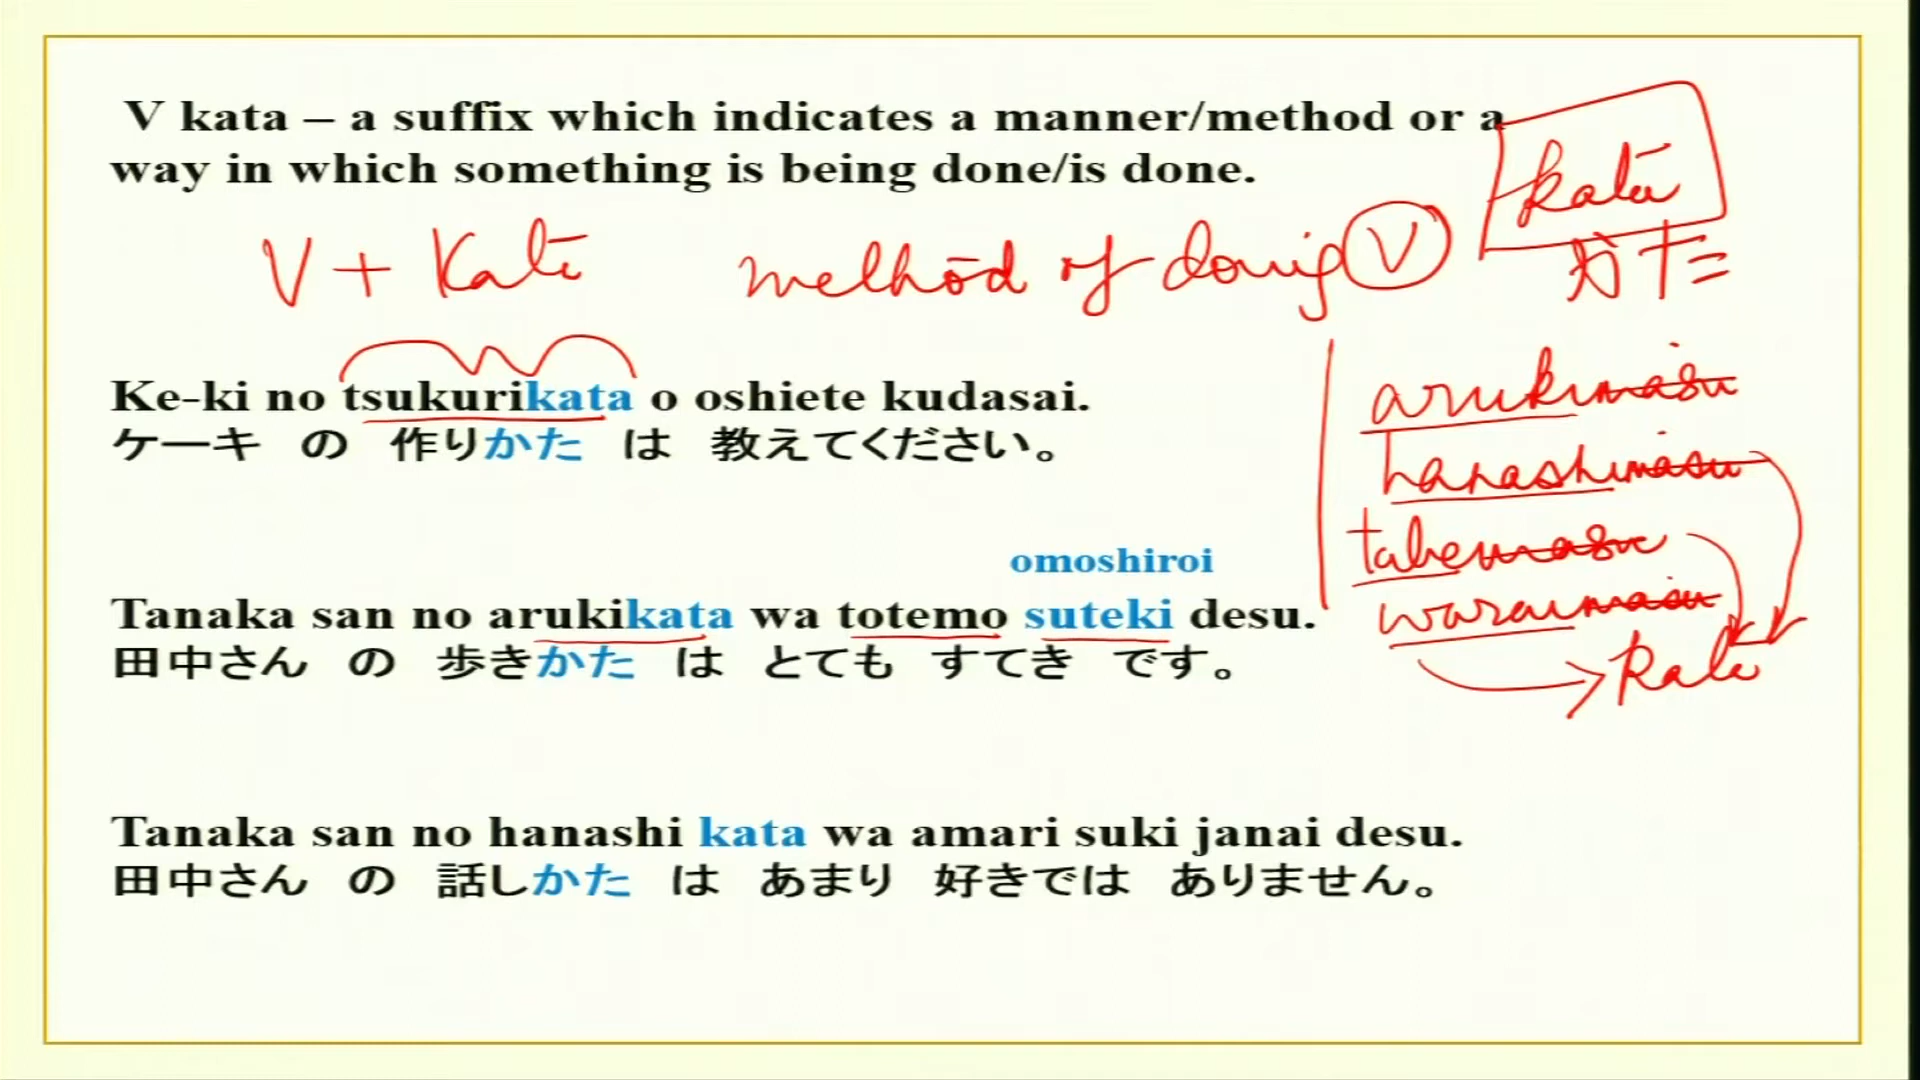 V kata – a suffix which indicates a manner/method or a
way in which something is being done/is done.
kata
かた
V + Kata method of doing V
Ke-ki no tsukurikata o oshiete kudasai.
ケーキ の 作りかた は 教えてください。
omoshiroi
Tanaka san no arukikata wa totemo suteki desu.
田中さん の 歩きかた は とても すてき です。
Tanaka san no hanashi kata wa amari suki janai desu.
田中さん の 話しかた は あまり 好きでは ありません。
arukimasu
hanashimasu
tabemasu
waraimasu
kata